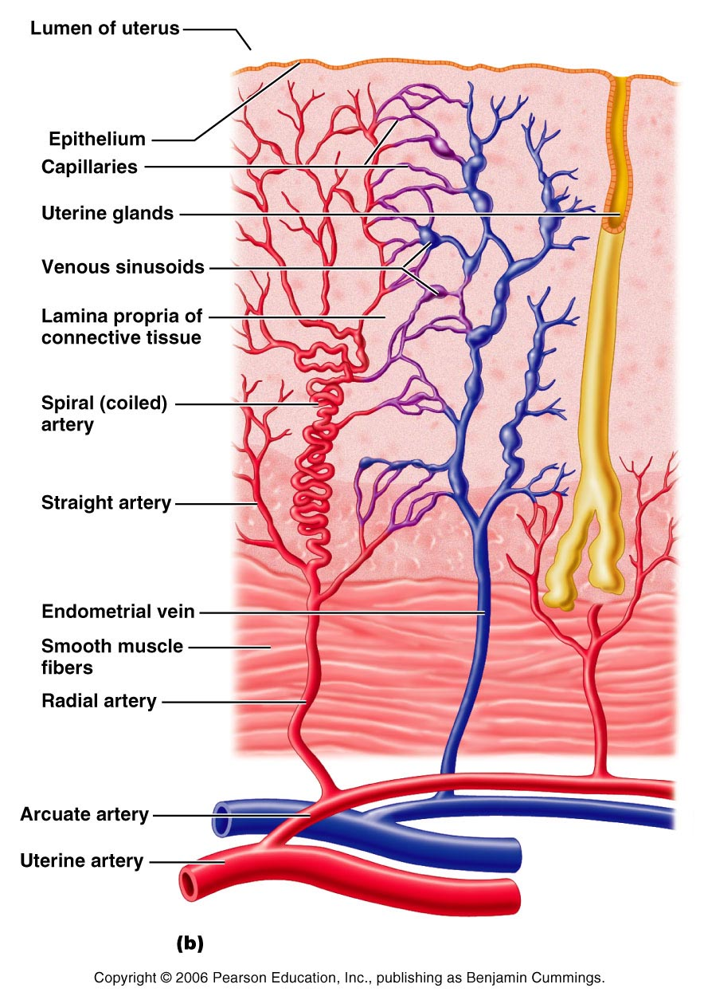 Lumen of uterus
Epithelium
Capillaries
Uterine glands
Venous sinusoids
Lamina propria of
connective tissue
Spiral (coiled)
artery
Straight artery
Endometrial vein
Smooth muscle
fibers
Radial artery
Arcuate artery
Uterine artery
(b)
Copyright © 2006 Pearson Education, Inc., publishing as Benjamin Cummings.